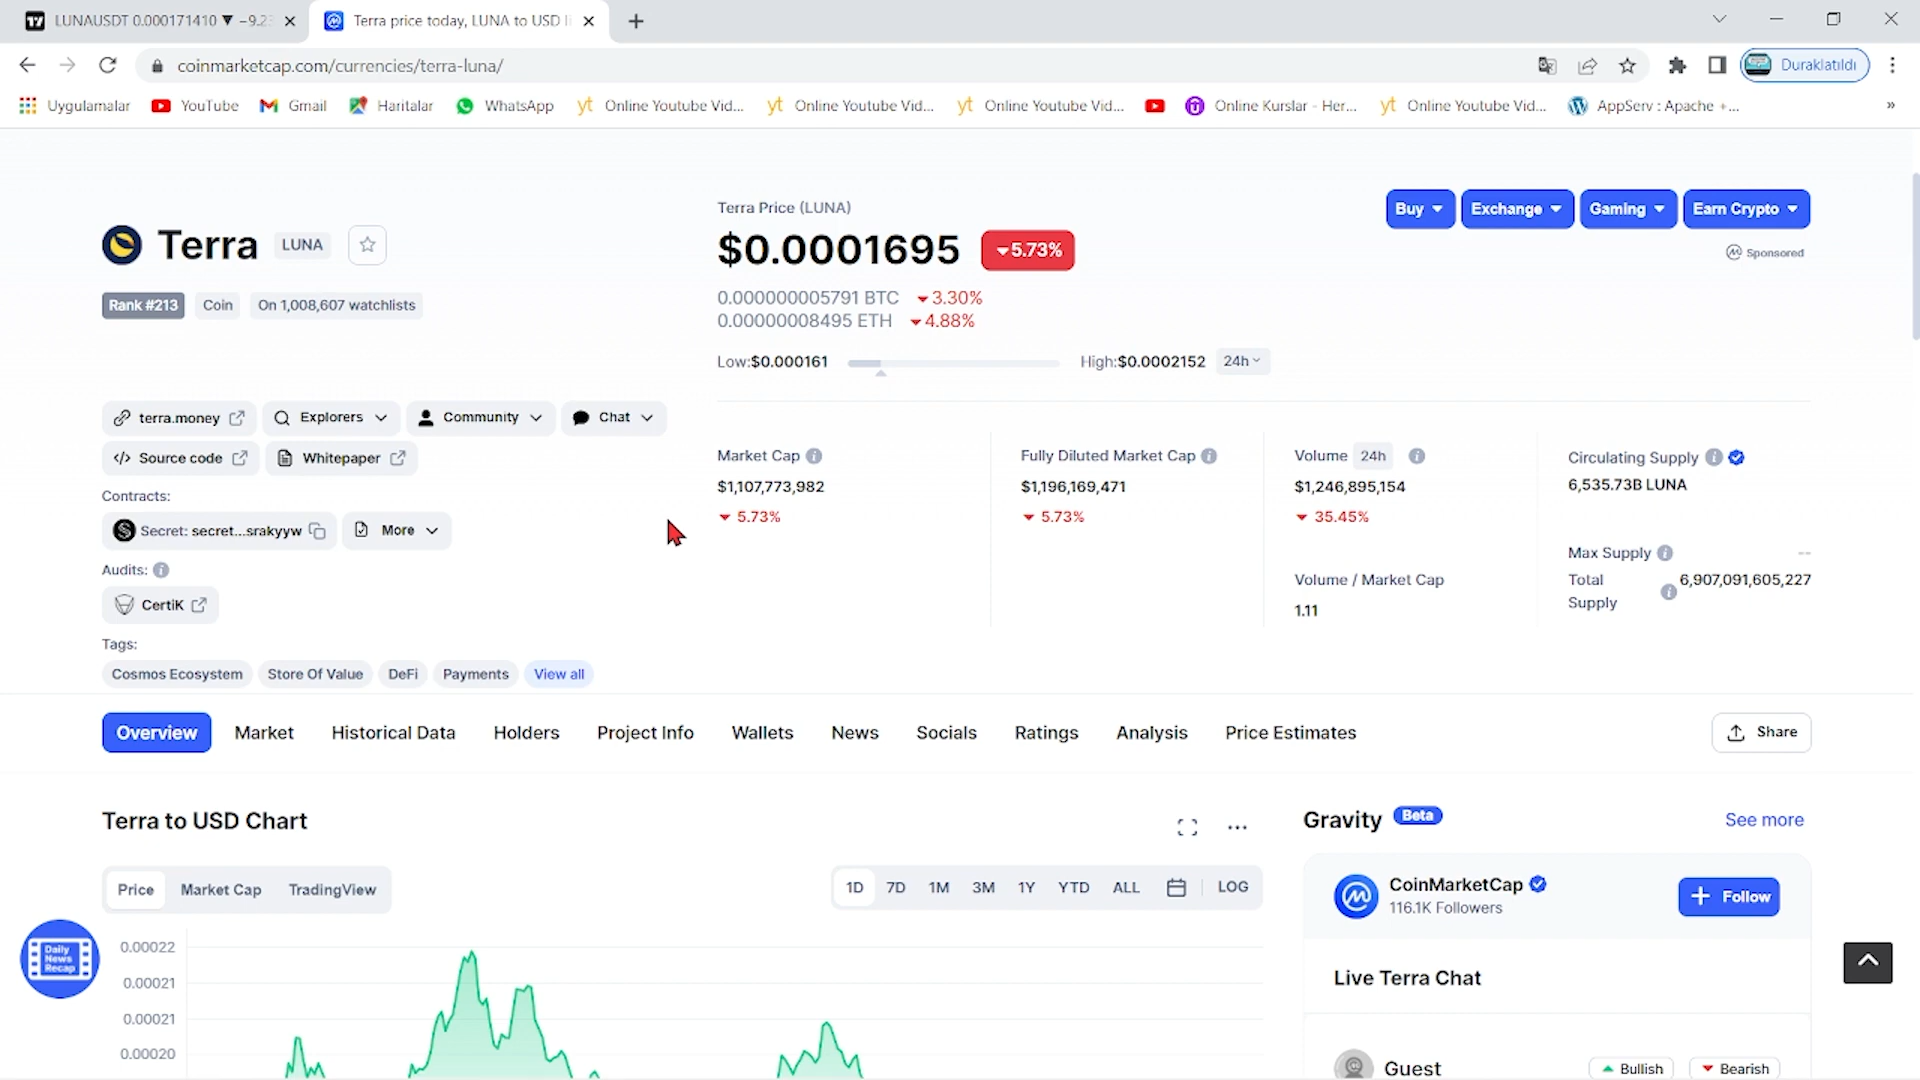 LUNAUSDT 0.000171410 ▼ −9.23
Terra price today, LUNA to USD li
coinmarketcap.com/currencies/terra-luna/
Duraklatıldı
Uygulamalar
YouTube
Gmail
Haritalar
WhatsApp
Online Youtube Vid...
Online Youtube Vid...
Online Youtube Vid...
Online Kurslar - Her...
Online Youtube Vid...
AppServ : Apache +...
»
Terra LUNA
Rank #213 Coin On 1,008,607 watchlists
Terra Price (LUNA)
$0.0001695 5.73%
0.000000005791 BTC 3.30%
0.00000008495 ETH 4.88%
Low:$0.000161 High:$0.0002152 24h
Buy Exchange Gaming Earn Crypto
Sponsored
terra.money Explorers Community Chat
Source code Whitepaper
Contracts:
Secret: secret...srakyyw More
Audits:
CertiK
Tags:
Cosmos Ecosystem Store Of Value DeFi Payments View all
Market Cap
$1,107,773,982
5.73%
Fully Diluted Market Cap
$1,196,169,471
5.73%
Volume 24h
$1,246,895,154
35.45%
Volume / Market Cap
1.11
Circulating Supply
6,535.73B LUNA
Max Supply --
Total Supply 6,907,091,605,227
Overview Market Historical Data Holders Project Info Wallets News Socials Ratings Analysis Price Estimates
Share
Terra to USD Chart
Price Market Cap TradingView
1D 7D 1M 3M 1Y YTD ALL LOG
0.00022
0.00021
0.00021
0.00020
Daily
News
Recap
Gravity Beta See more
CoinMarketCap
116.1K Followers
+ Follow
Live Terra Chat
Guest
Bullish Bearish